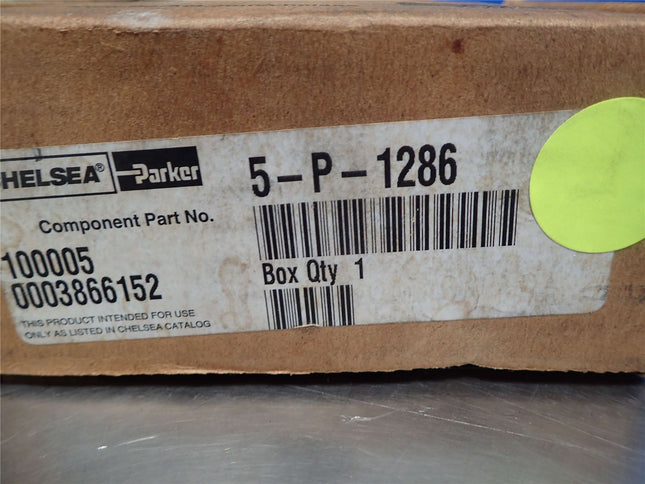 HELSEA® Parker
5-P-1286
Component Part No.
100005
0003866152
Box Qty 1
THIS PRODUCT INTENDED FOR USE
ONLY AS LISTED IN CHELSEA CATALOG